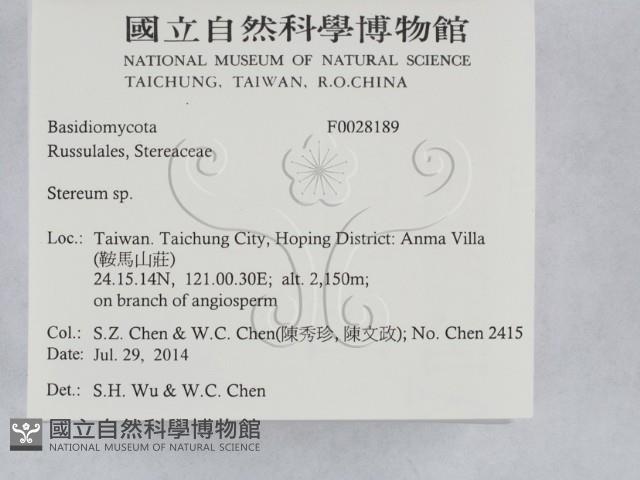 國立自然科學博物館
NATIONAL MUSEUM OF NATURAL SCIENCE
TAICHUNG, TAIWAN, R.O.CHINA
Basidiomycota F0028189
Russulales, Stereaceae
Stereum sp.
Loc.: Taiwan. Taichung City, Hoping District: Anma Villa
(鞍馬山莊)
24.15.14N, 121.00.30E; alt. 2,150m;
on branch of angiosperm
Col.: S.Z. Chen & W.C. Chen(陳秀珍, 陳文政); No. Chen 2415
Date: Jul. 29, 2014
Det.: S.H. Wu & W.C. Chen
國立自然科學博物館
NATIONAL MUSEUM OF NATURAL SCIENCE